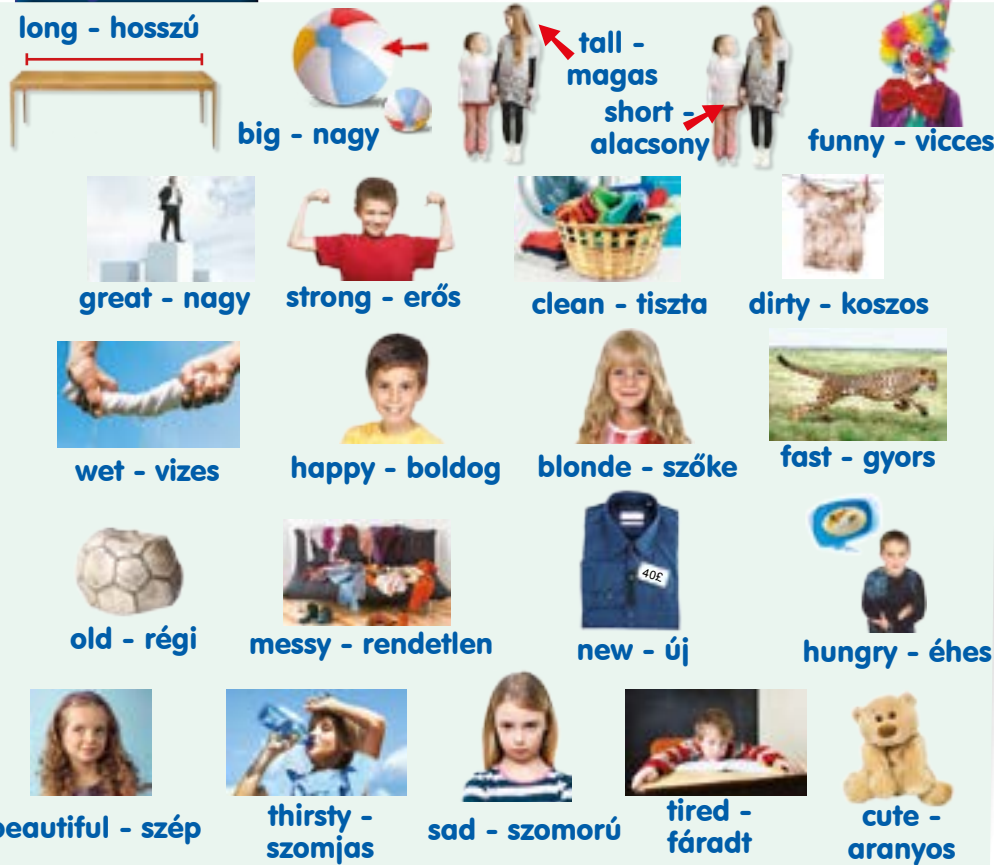 long - hosszú
big - nagy
tall -
magas
short -
alacsony
funny - vicces
great - nagy
strong - erős
clean - tiszta
dirty - koszos
wet - vizes
happy - boldog
blonde - szőke
fast - gyors
40£
old - régi
messy - rendetlen
new - új
hungry - éhes
beautiful - szép
thirsty -
szomjas
sad - szomorú
tired -
fáradt
cute -
aranyos